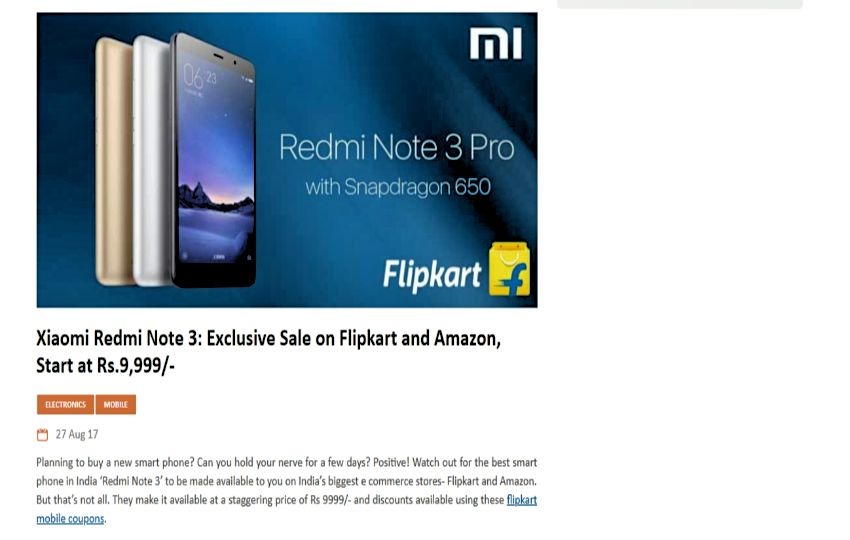 mi
06:23
Redmi Note 3 Pro
with Snapdragon 650
Flipkart
Xiaomi Redmi Note 3: Exclusive Sale on Flipkart and Amazon,
Start at Rs.9,999/-
ELECTRONICS MOBILE
27 Aug 17
Planning to buy a new smart phone? Can you hold your nerve for a few days? Positive! Watch out for the best smart
phone in India ‘Redmi Note 3’ to be made available to you on India’s biggest e commerce stores- Flipkart and Amazon.
But that’s not all. They make it available at a staggering price of Rs 9999/- and discounts available using these flipkart
mobile coupons.